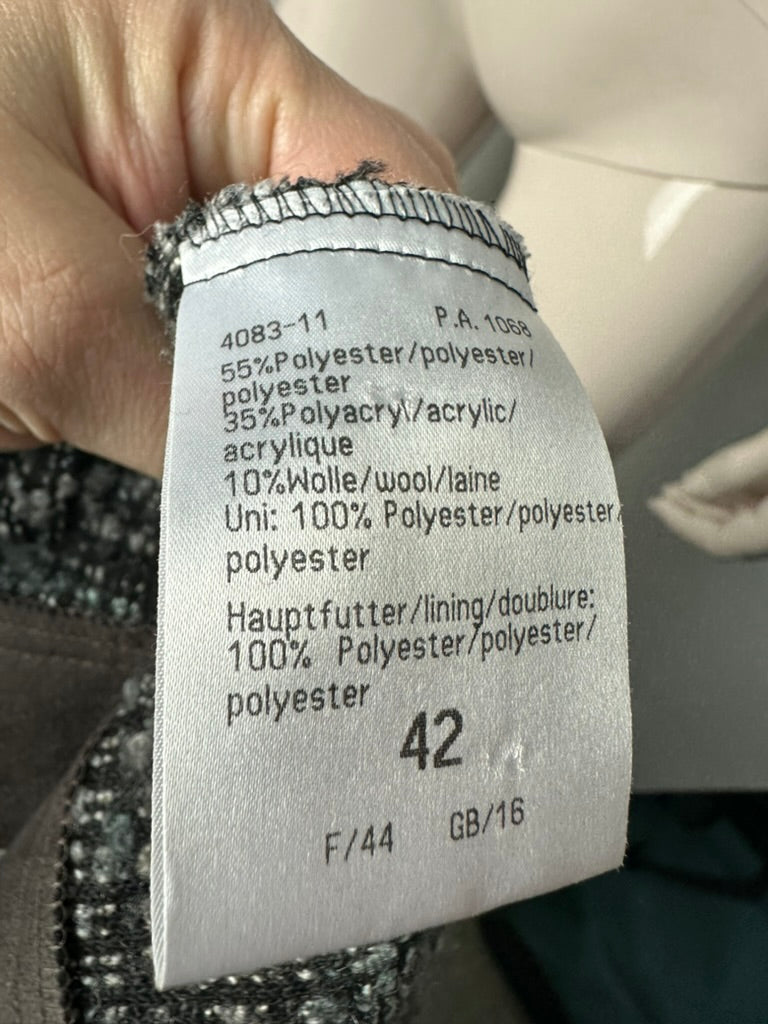 4083-11 P.A. 1068
55%Polyester/polyester/
polyester
35%Polyacryl/acrylic/
acrylique
10%Wolle/wool/laine
Uni: 100% Polyester/polyester/
polyester
Hauptfutter/lining/doublure:
100% Polyester/polyester/
polyester
42
F/44 GB/16